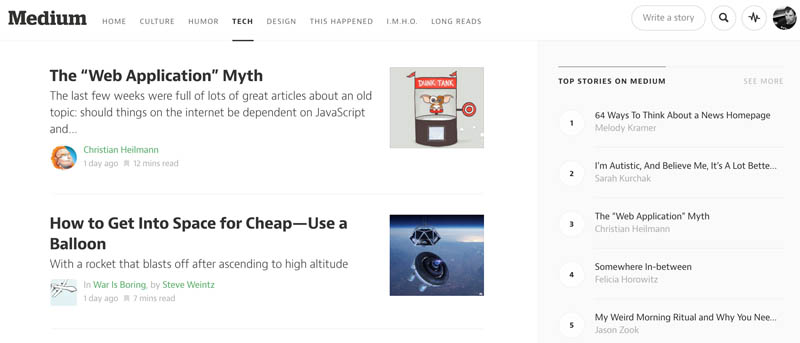 Medium
HOME CULTURE HUMOR TECH DESIGN THIS HAPPENED I.M.H.O. LONG READS
Write a story
The “Web Application” Myth
The last few weeks were full of lots of great articles about an old
topic: should things on the internet be dependent on JavaScript
and...
Christian Heilmann
1 day ago 12 mins read
DUNK TANK
How to Get Into Space for Cheap—Use a
Balloon
With a rocket that blasts off after ascending to high altitude
In War Is Boring, by Steve Weintz
1 day ago 7 mins read
TOP STORIES ON MEDIUM SEE MORE
1
64 Ways To Think About a News Homepage
Melody Kramer
2
I’m Autistic, And Believe Me, It’s A Lot Bette...
Sarah Kurchak
3
The “Web Application” Myth
Christian Heilmann
4
Somewhere In-between
Felicia Horowitz
5
My Weird Morning Ritual and Why You Nee...
Jason Zook